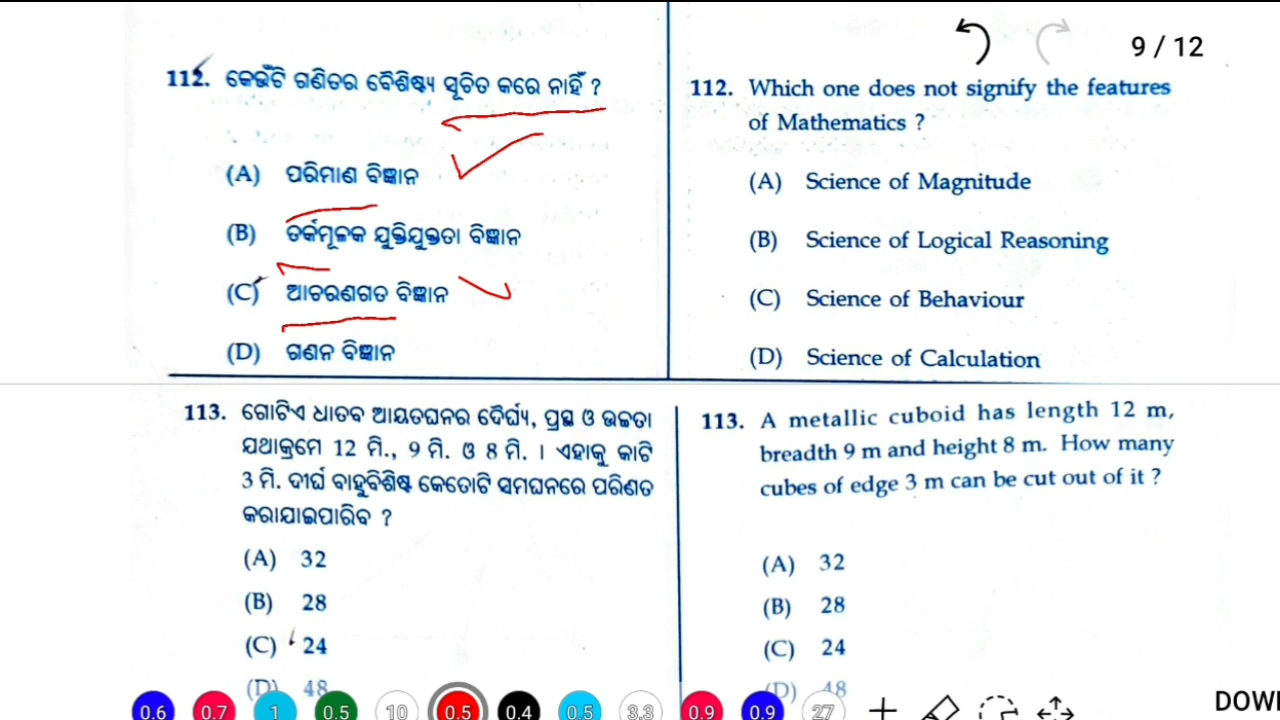 9 / 12
112. କେଉଁଟି ଗଣିତର ବୈଶିଷ୍ଟ୍ୟ ସୂଚିତ କରେ ନାହିଁ ?
(A) ପରିମାଣ ବିଜ୍ଞାନ
(B) ତର୍କମୂଳକ ଯୁକ୍ତିଯୁକ୍ତତା ବିଜ୍ଞାନ
(C) ଆଚରଣଗତ ବିଜ୍ଞାନ
(D) ଗଣନ ବିଜ୍ଞାନ
112. Which one does not signify the features
of Mathematics ?
(A) Science of Magnitude
(B) Science of Logical Reasoning
(C) Science of Behaviour
(D) Science of Calculation
113. ଗୋଟିଏ ଧାତବ ଆୟତଘନର ଦୈର୍ଘ୍ୟ, ପ୍ରସ୍ଥ ଓ ଉଚ୍ଚତା
ଯଥାକ୍ରମେ 12 ମି., 9 ମି. ଓ 8 ମି. । ଏହାକୁ କାଟି
3 ମି. ଦୀର୍ଘ ବାହୁବିଶିଷ୍ଟ କେତୋଟି ସମଘନରେ ପରିଣତ
କରାଯାଇପାରିବ ?
(A) 32
(B) 28
(C) 24
(D) 48
113. A metallic cuboid has length 12 m,
breadth 9 m and height 8 m. How many
cubes of edge 3 m can be cut out of it ?
(A) 32
(B) 28
(C) 24
(D) 48
0.6 0.7 1 0.5 10 0.5 0.4 0.5 3.3 0.9 0.9 27
DOWN